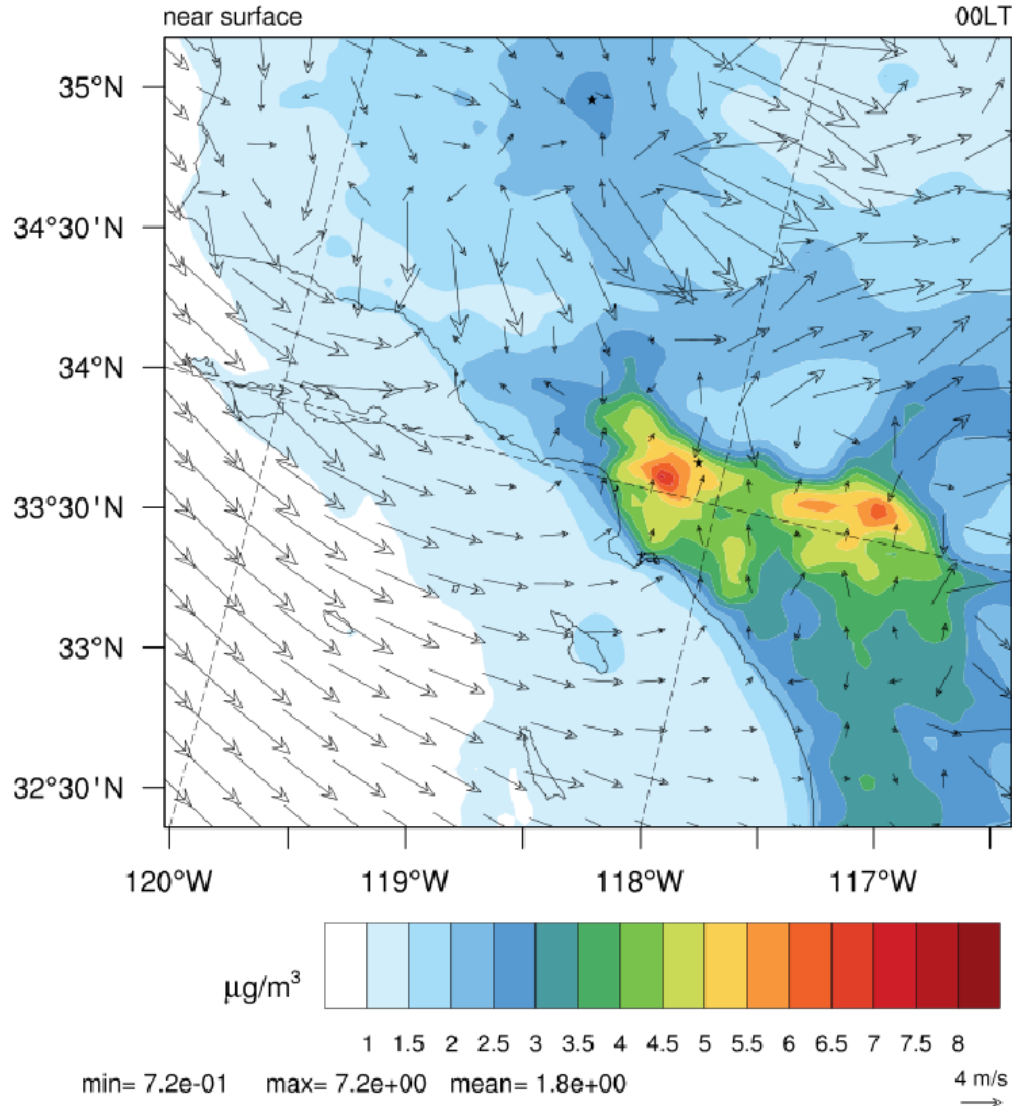 near surface 00LT
35°N
34°30'N
34°N
33°30'N
33°N
32°30'N
120°W 119°W 118°W 117°W
μg/m³
1 1.5 2 2.5 3 3.5 4 4.5 5 5.5 6 6.5 7 7.5 8
min= 7.2e-01 max= 7.2e+00 mean= 1.8e+00
4 m/s